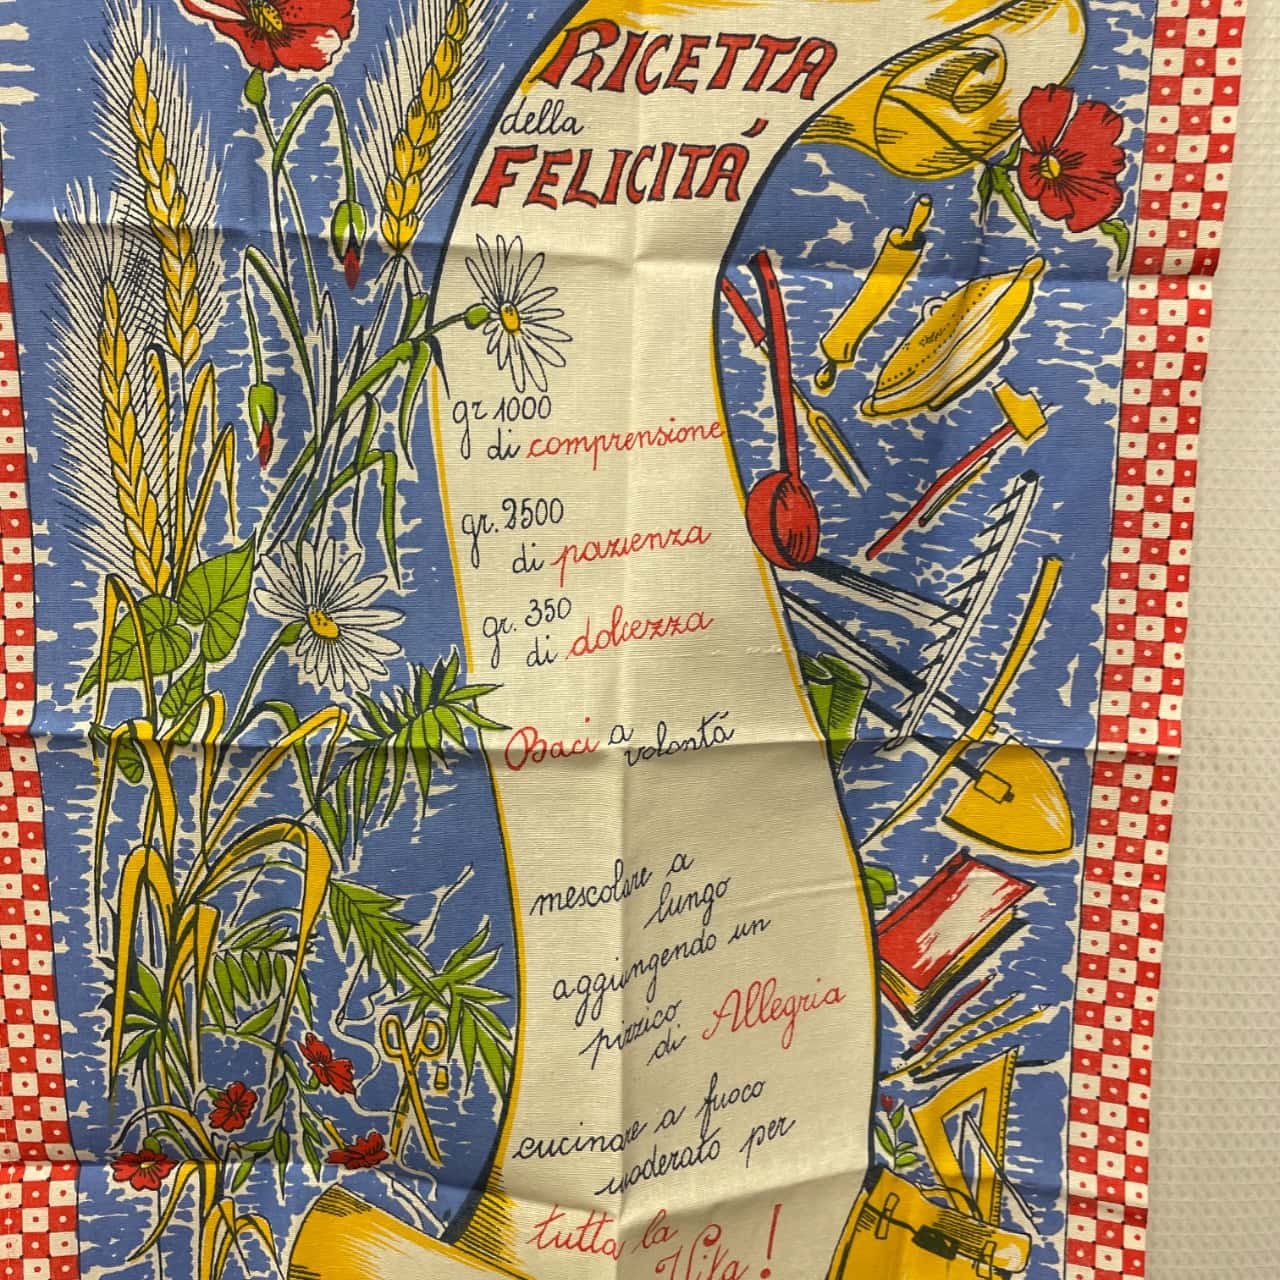 RICETTA
della
FELICITÁ
gr 1000
di comprensione
gr. 2500
di pazienza
gr. 350
di dolcezza
Baci a
volontá
mescolare a
lungo
aggiungendo un
pizzico
di Allegria
cucinare a fuoco
moderato per
tutta la
Vita!